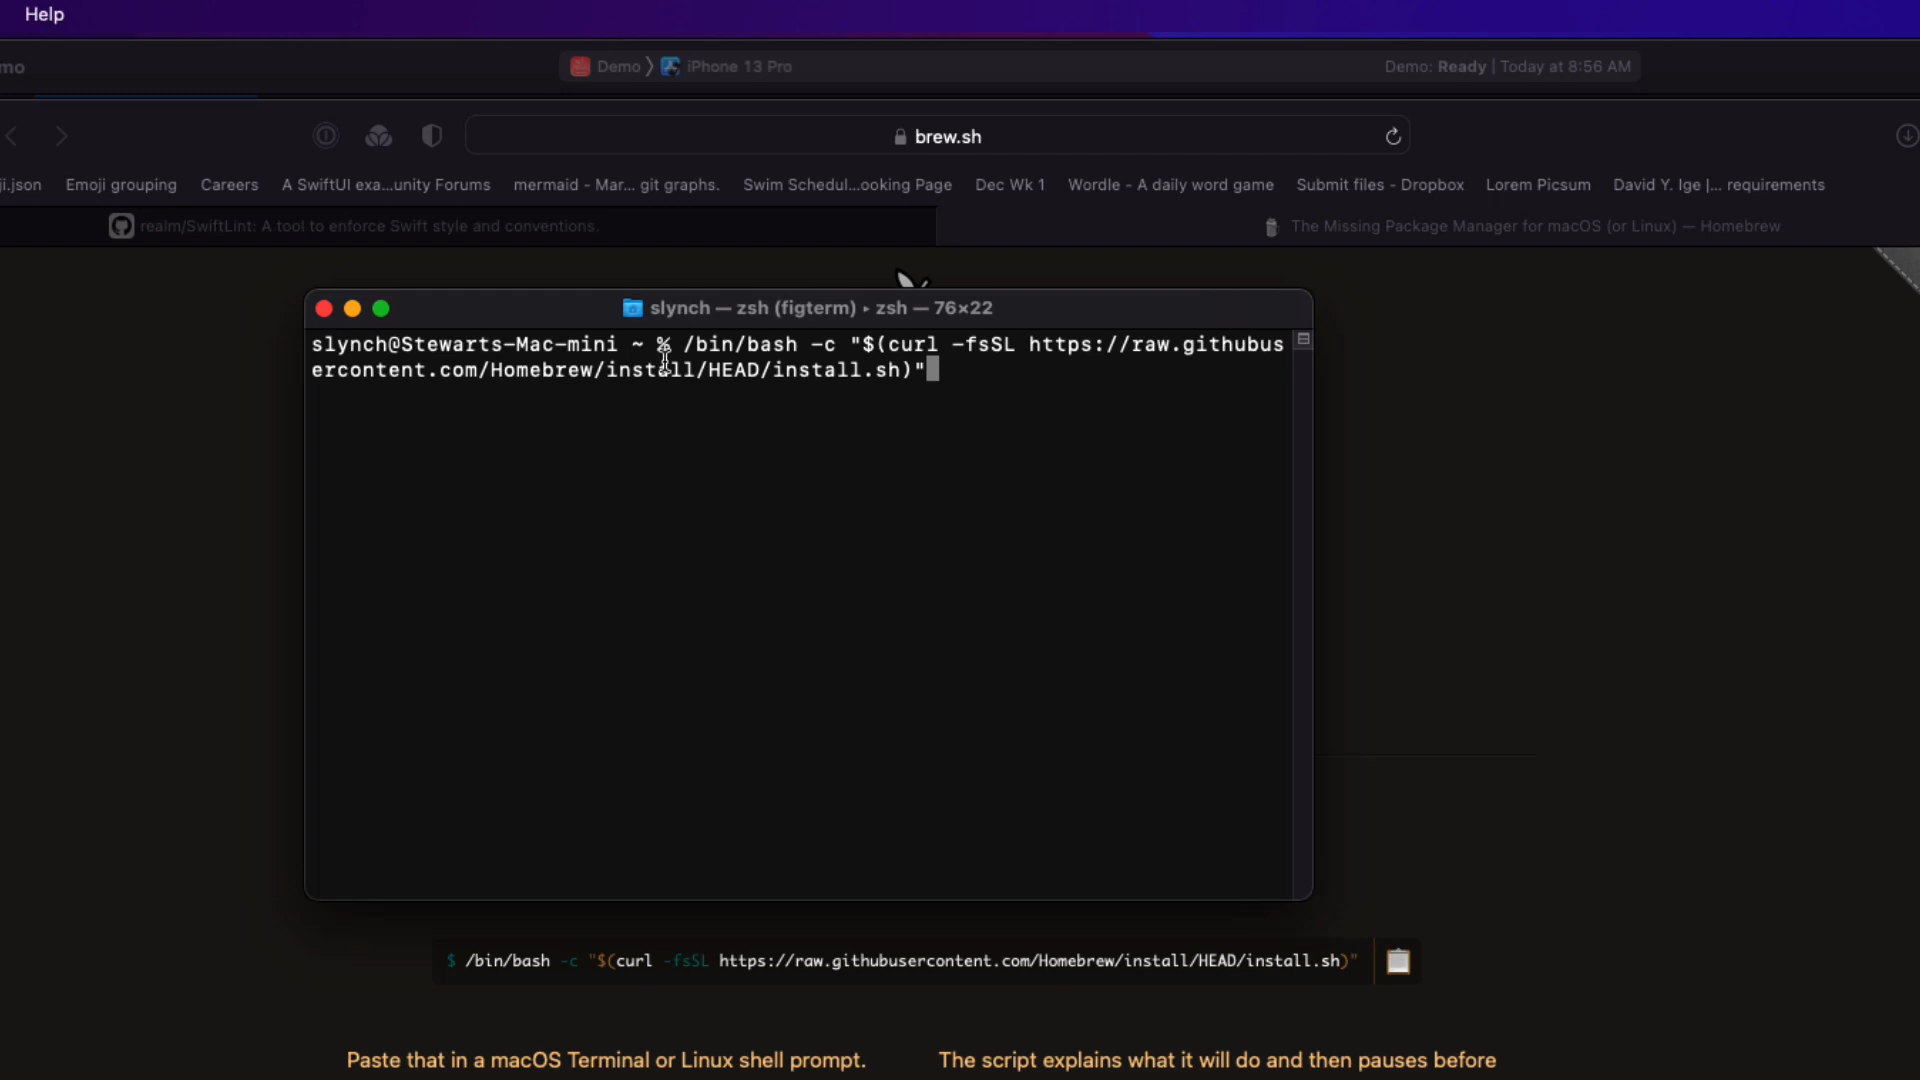 Help
mo
Demo 〉 iPhone 13 Pro
Demo: Ready | Today at 8:56 AM
brew.sh
ji.json
Emoji grouping
Careers
A SwiftUI exa...unity Forums
mermaid - Mar... git graphs.
Swim Schedul...ooking Page
Dec Wk 1
Wordle - A daily word game
Submit files - Dropbox
Lorem Picsum
David Y. Ige |... requirements
realm/SwiftLint: A tool to enforce Swift style and conventions.
The Missing Package Manager for macOS (or Linux) — Homebrew
slynch — zsh (figterm) ▸ zsh — 76×22
slynch@Stewarts-Mac-mini ~ % /bin/bash -c "$(curl -fsSL https://raw.githubus
ercontent.com/Homebrew/install/HEAD/install.sh)"
$ /bin/bash -c "$(curl -fsSL https://raw.githubusercontent.com/Homebrew/install/HEAD/install.sh)"
Paste that in a macOS Terminal or Linux shell prompt.
The script explains what it will do and then pauses before